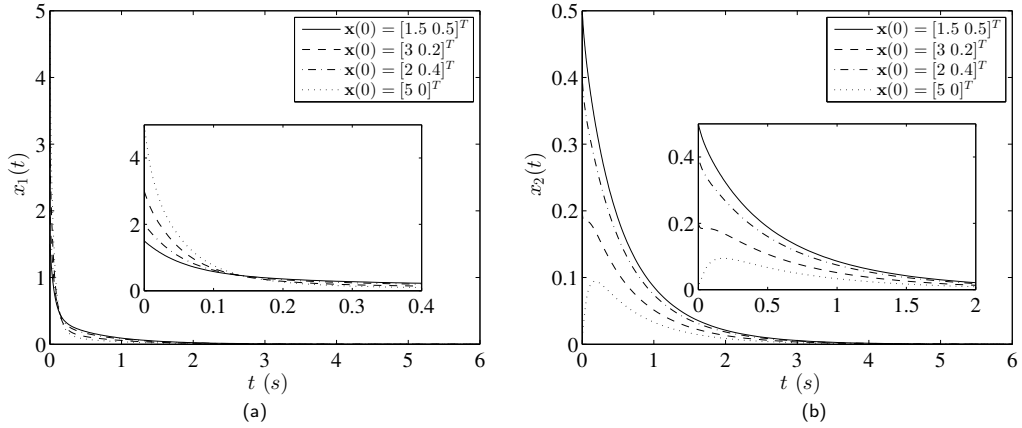 5
4
3
2
1
0
0 1 2 3 4 5 6
x₁(t)
t (s)
x(0) = [1.5 0.5]ᵀ
x(0) = [3 0.2]ᵀ
x(0) = [2 0.4]ᵀ
x(0) = [5 0]ᵀ
4
2
0
0 0.1 0.2 0.3 0.4
(a)
0.5
0.4
0.3
0.2
0.1
0
0 1 2 3 4 5 6
x₂(t)
t (s)
x(0) = [1.5 0.5]ᵀ
x(0) = [3 0.2]ᵀ
x(0) = [2 0.4]ᵀ
x(0) = [5 0]ᵀ
0.4
0.2
0
0 0.5 1 1.5 2
(b)